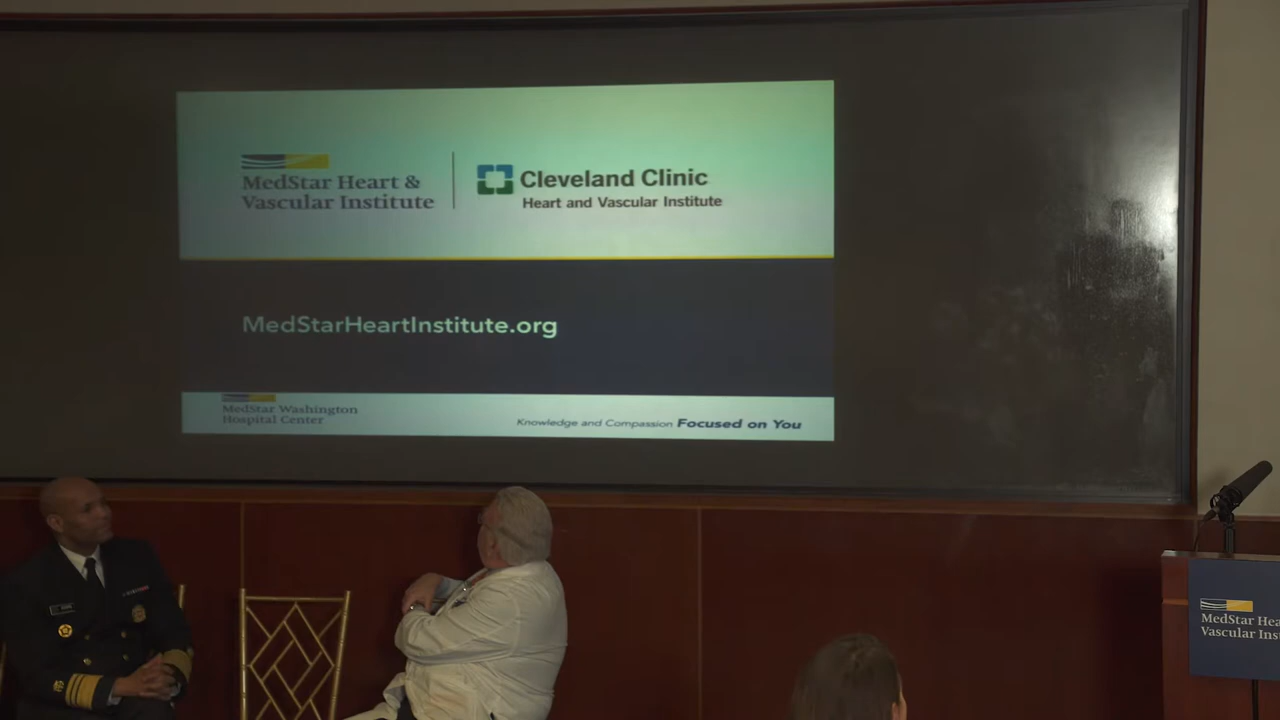 MedStar Heart &
Vascular Institute
Cleveland Clinic
Heart and Vascular Institute
MedStarHeartInstitute.org
MedStar Washington
Hospital Center
Knowledge and Compassion Focused on You
MedStar Hea
Vascular Ins